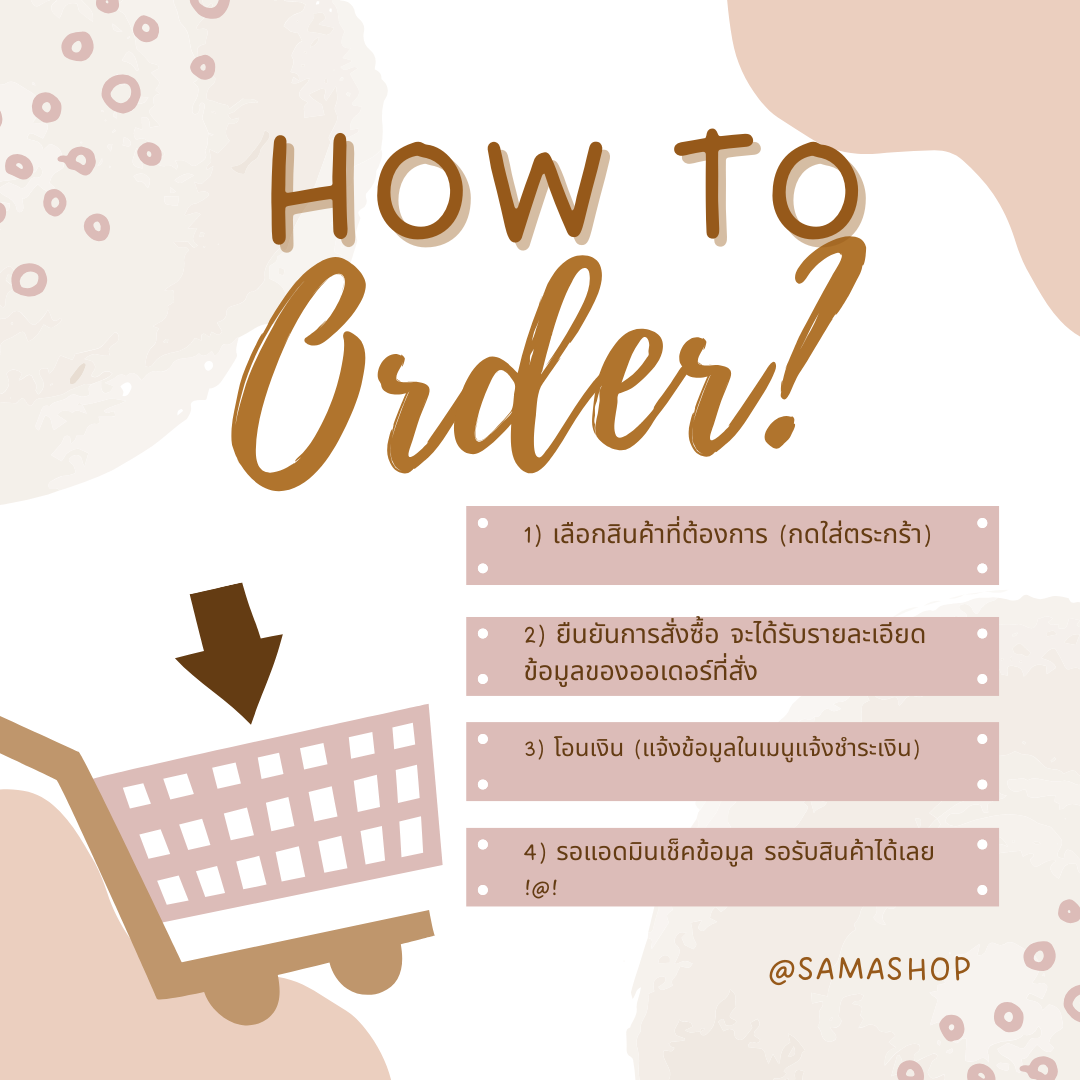 HOW TO
Order?
1) เลือกสินค้าที่ต้องการ (กดใส่ตระกร้า)
2) ยืนยันการสั่งซื้อ จะได้รับรายละเอียด
ข้อมูลของออเดอร์ที่สั่ง
3) โอนเงิน (แจ้งข้อมูลในเมนูแจ้งชำระเงิน)
4) รอแอดมินเช็คข้อมูล รอรับสินค้าได้เลย
!@!
@SAMASHOP